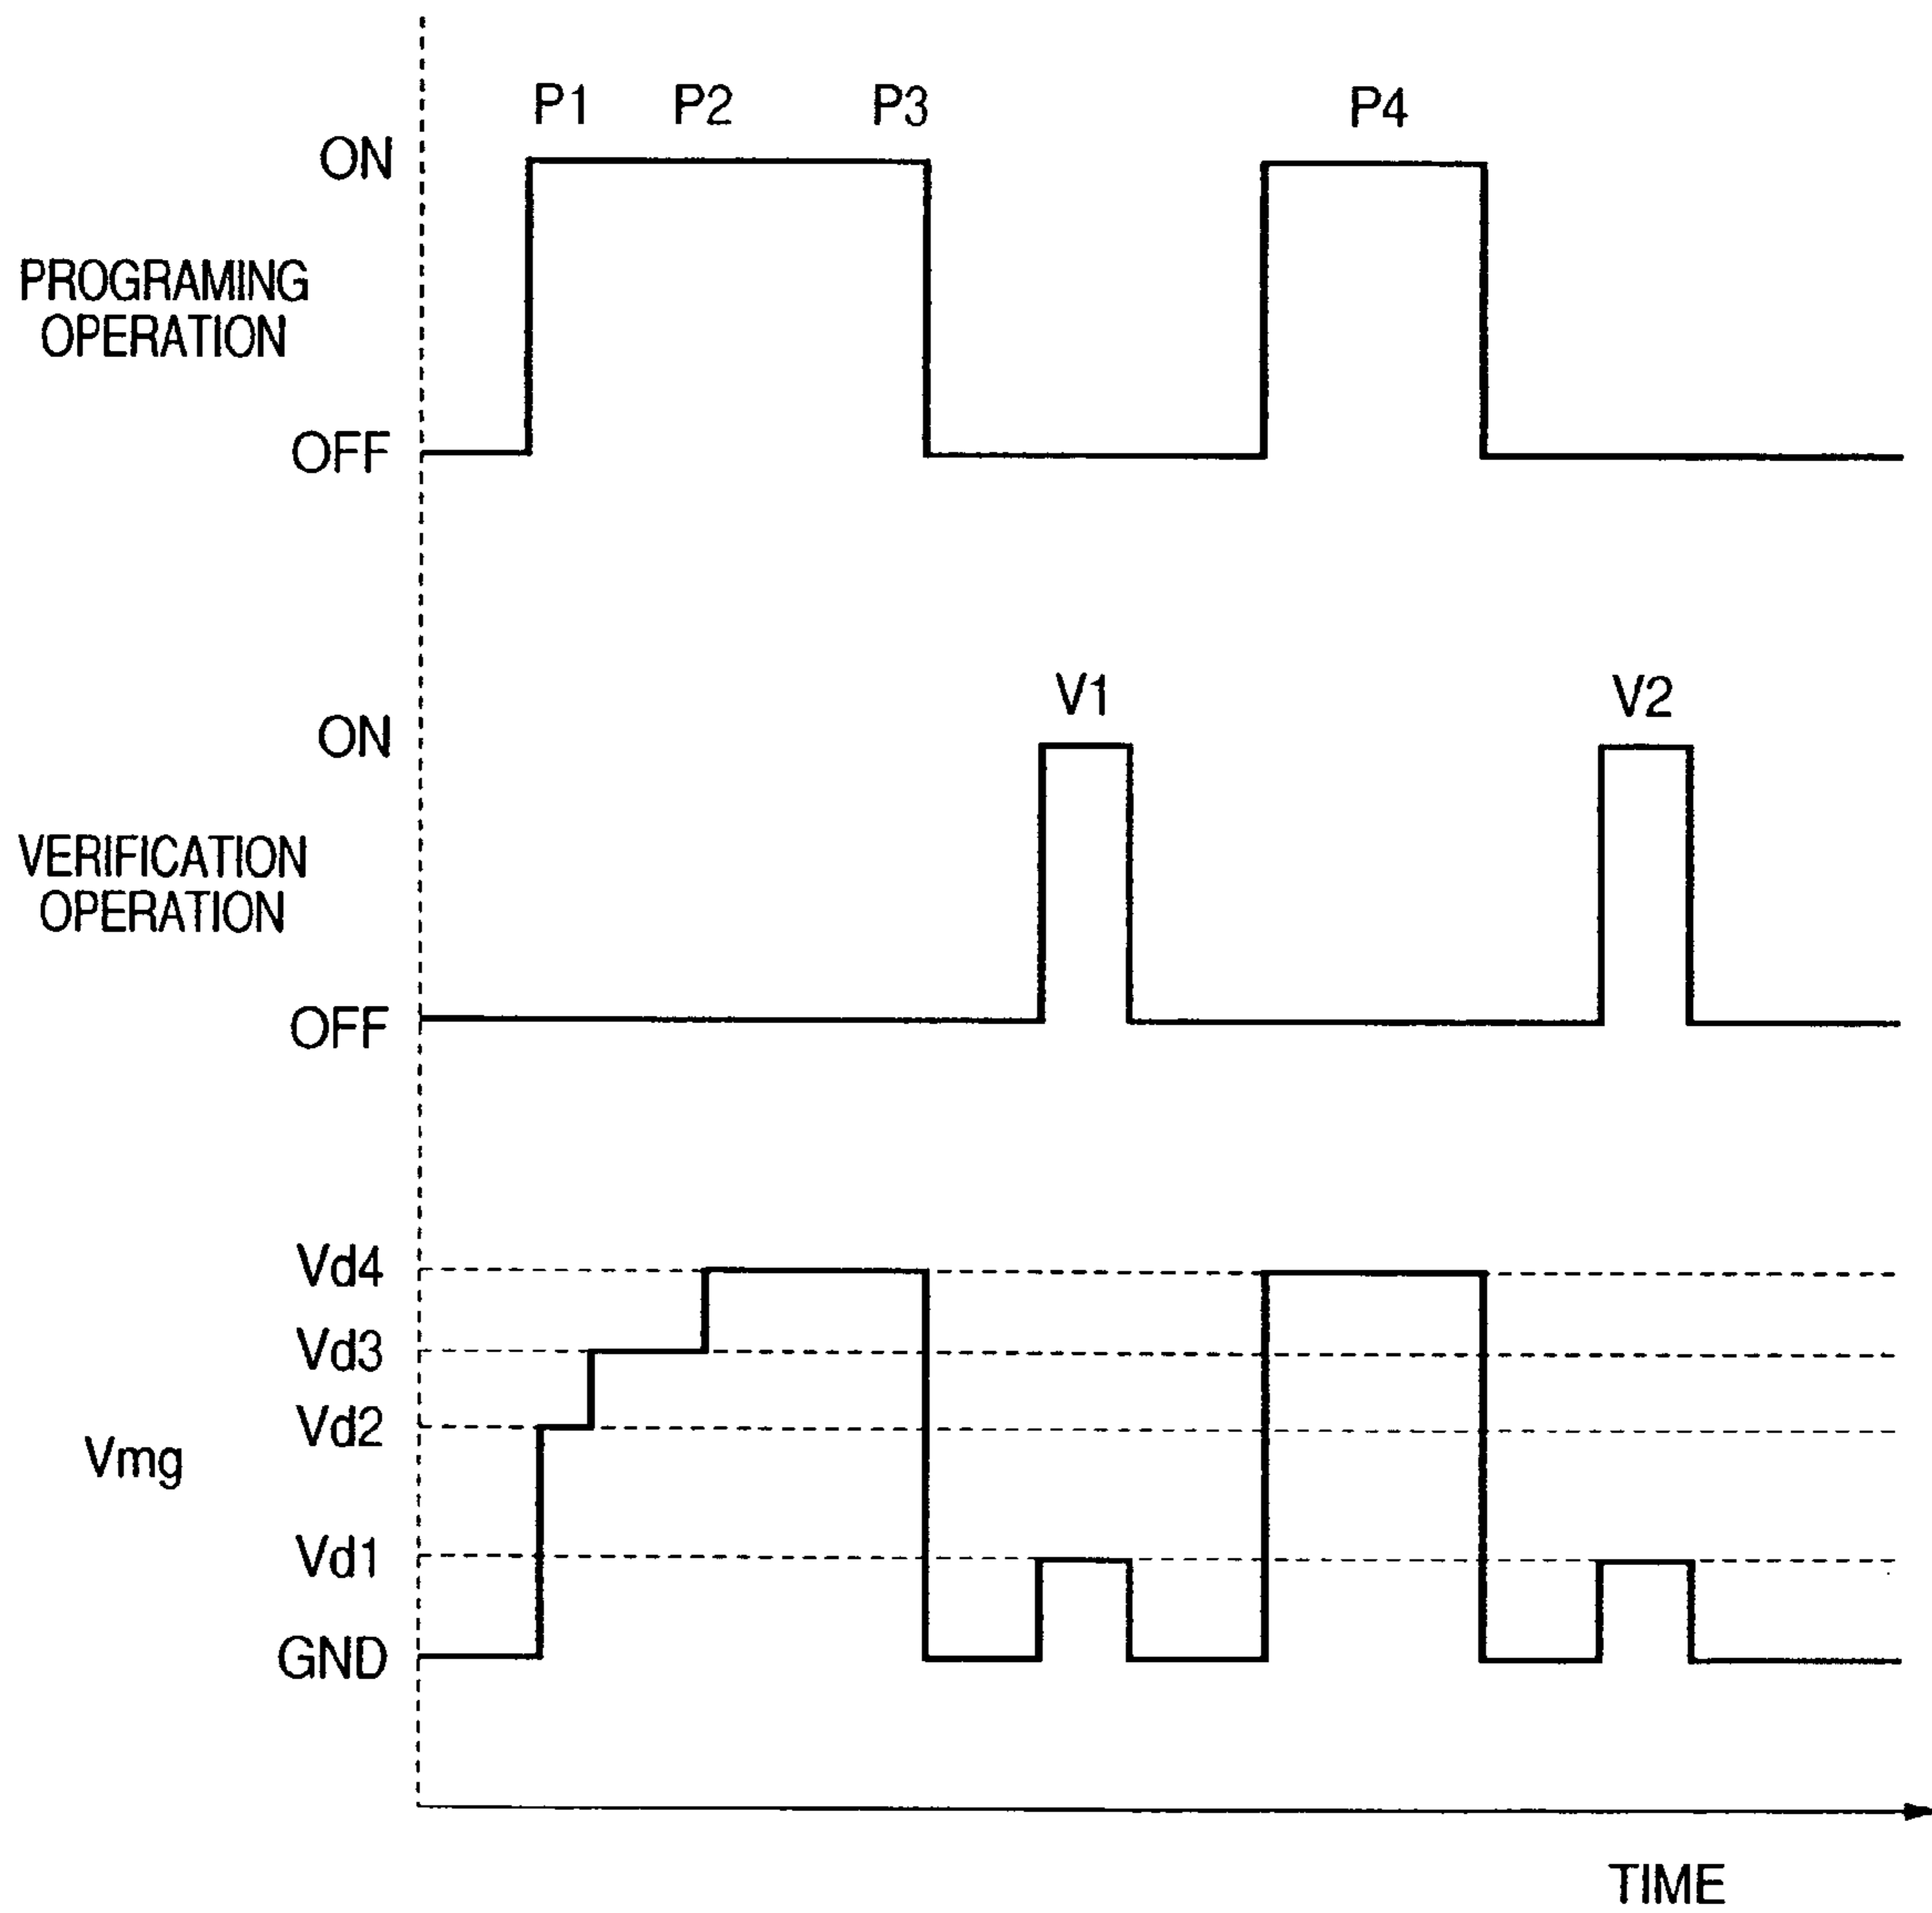 P1 P2 P3 P4
ON
PROGRAMING
OPERATION
OFF
V1 V2
ON
VERIFICATION
OPERATION
OFF
Vd4
Vd3
Vd2
Vmg
Vd1
GND
TIME